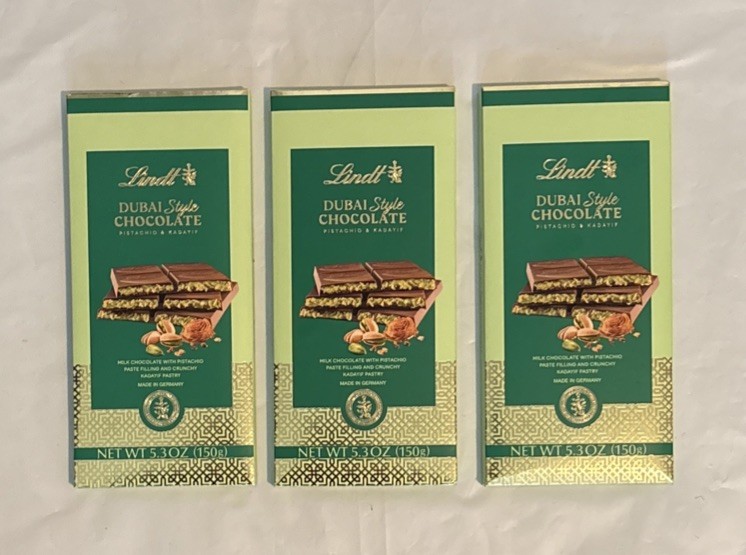 Lindt
DUBAI Style
CHOCOLATE
PISTACHIO & KADAYIF
MILK CHOCOLATE WITH PISTACHIO
PASTE FILLING AND CRUNCHY
KADAYIF PASTRY
MADE IN GERMANY
NET WT 5.3 OZ (150g)
Lindt
DUBAI Style
CHOCOLATE
PISTACHIO & KADAYIF
MILK CHOCOLATE WITH PISTACHIO
PASTE FILLING AND CRUNCHY
KADAYIF PASTRY
MADE IN GERMANY
NET WT 5.3 OZ (150g)
Lindt
DUBAI Style
CHOCOLATE
PISTACHIO & KADAYIF
MILK CHOCOLATE WITH PISTACHIO
PASTE FILLING AND CRUNCHY
KADAYIF PASTRY
MADE IN GERMANY
NET WT 5.3 OZ (150g)